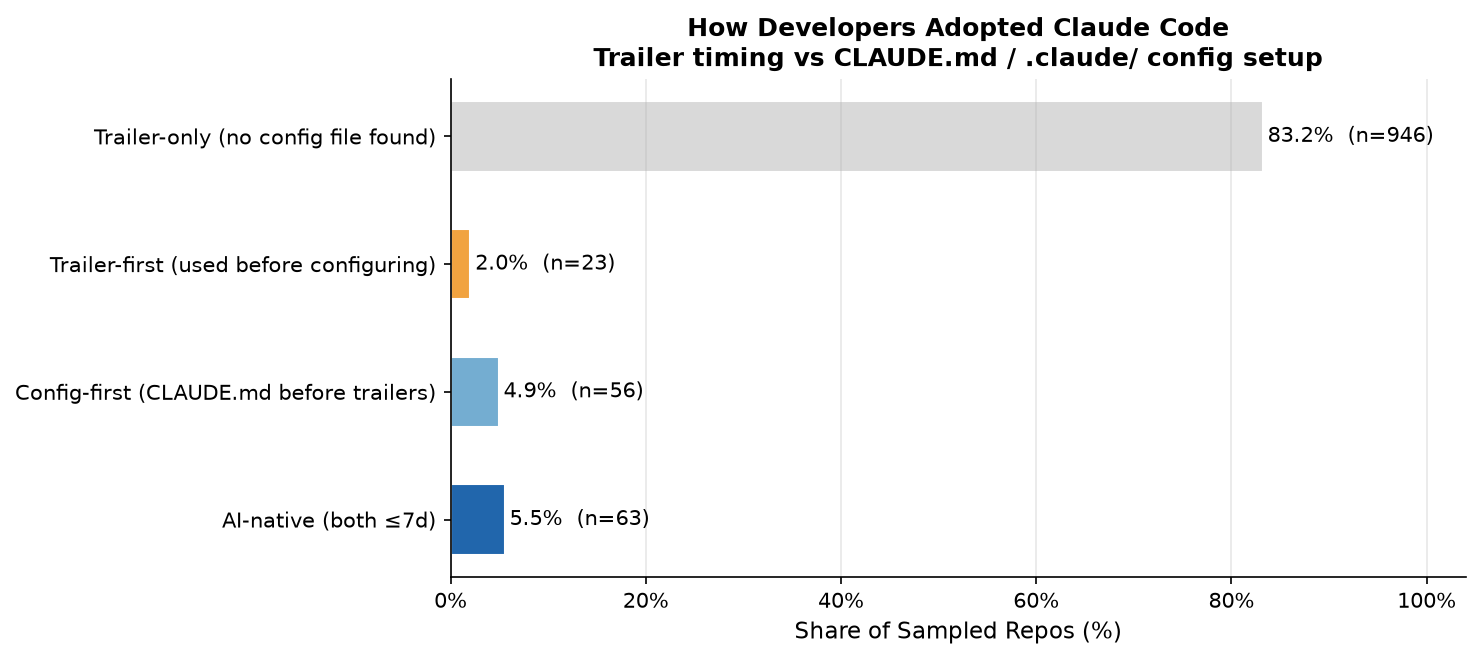 How Developers Adopted Claude Code
Trailer timing vs CLAUDE.md / .claude/ config setup
Trailer-only (no config file found)
83.2% (n=946)
Trailer-first (used before configuring)
2.0% (n=23)
Config-first (CLAUDE.md before trailers)
4.9% (n=56)
AI-native (both ≤7d)
5.5% (n=63)
0%
20%
40%
60%
80%
100%
Share of Sampled Repos (%)